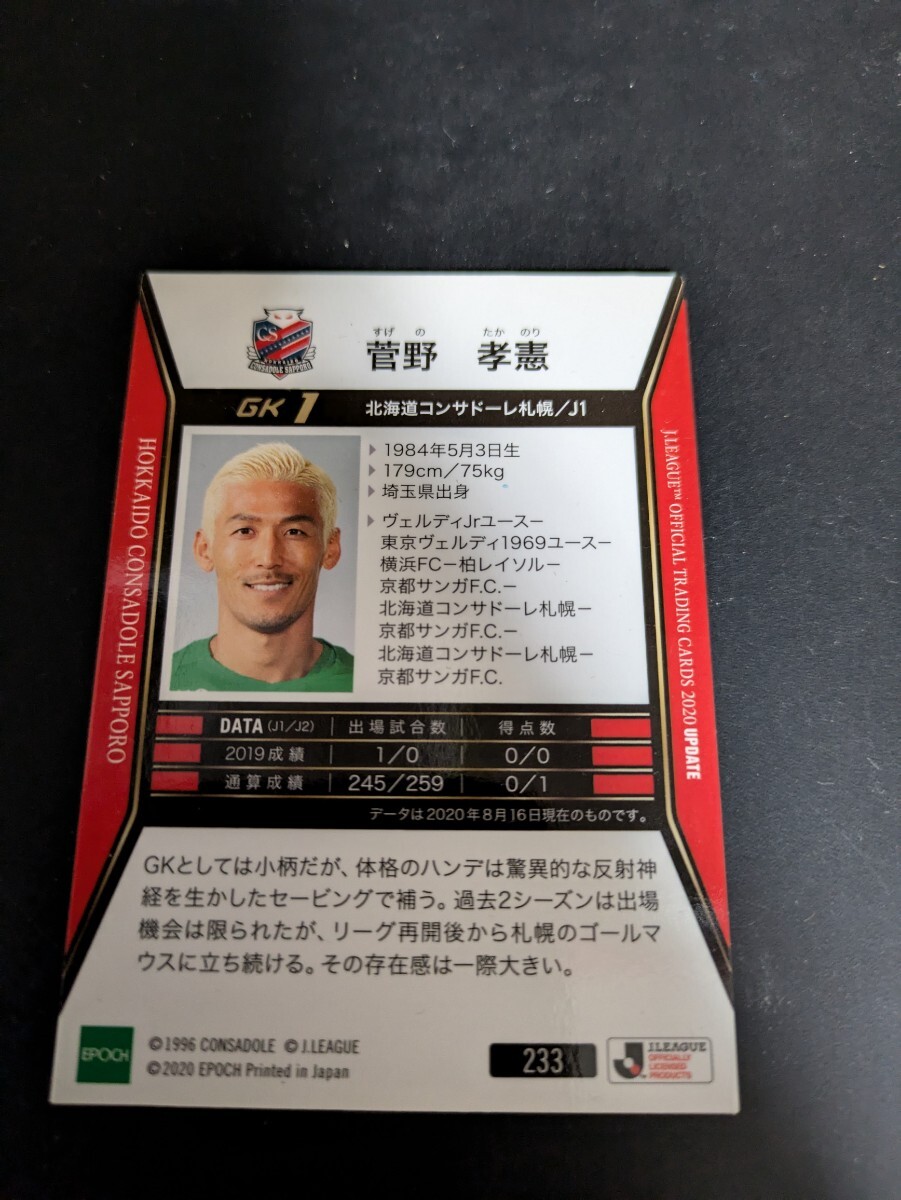 すげ の たか のり
菅野 孝憲
CS
CONSADOLE SAPPORO
GK 1 北海道コンサドーレ札幌/J1
1984年5月3日生
179cm/75kg
埼玉県出身
ヴェルディJrユースー
東京ヴェルディ1969ユースー
横浜FCー柏レイソルー
京都サンガF.C.ー
北海道コンサドーレ札幌ー
京都サンガF.C.ー
北海道コンサドーレ札幌ー
京都サンガF.C.
DATA (J1/J2) 出場試合数 得点数
2019成績 1/0 0/0
通算成績 245/259 0/1
データは2020年8月16日現在のものです。
HOKKAIDO CONSADOLE SAPPORO
J.LEAGUE™ OFFICIAL TRADING CARDS 2020 UPDATE
GKとしては小柄だが、体格のハンデは驚異的な反射神
経を生かしたセービングで補う。過去2シーズンは出場
機会は限られたが、リーグ再開後から札幌のゴールマ
ウスに立ち続ける。その存在感は一際大きい。
EPOCH
©1996 CONSADOLE ©J.LEAGUE
©2020 EPOCH Printed in Japan
233
J.LEAGUE
OFFICIALLY
LICENSED
PRODUCTS